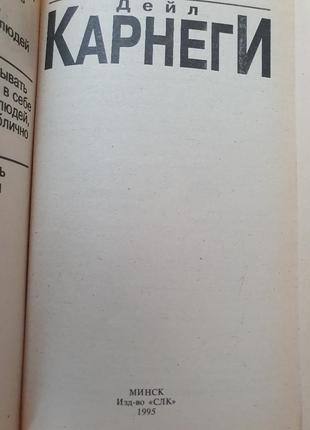 людей
ывать
в себе
людей,
блично
Дейл
КАРНЕГИ
МИНСК
Изд-во «СЛК»
1995